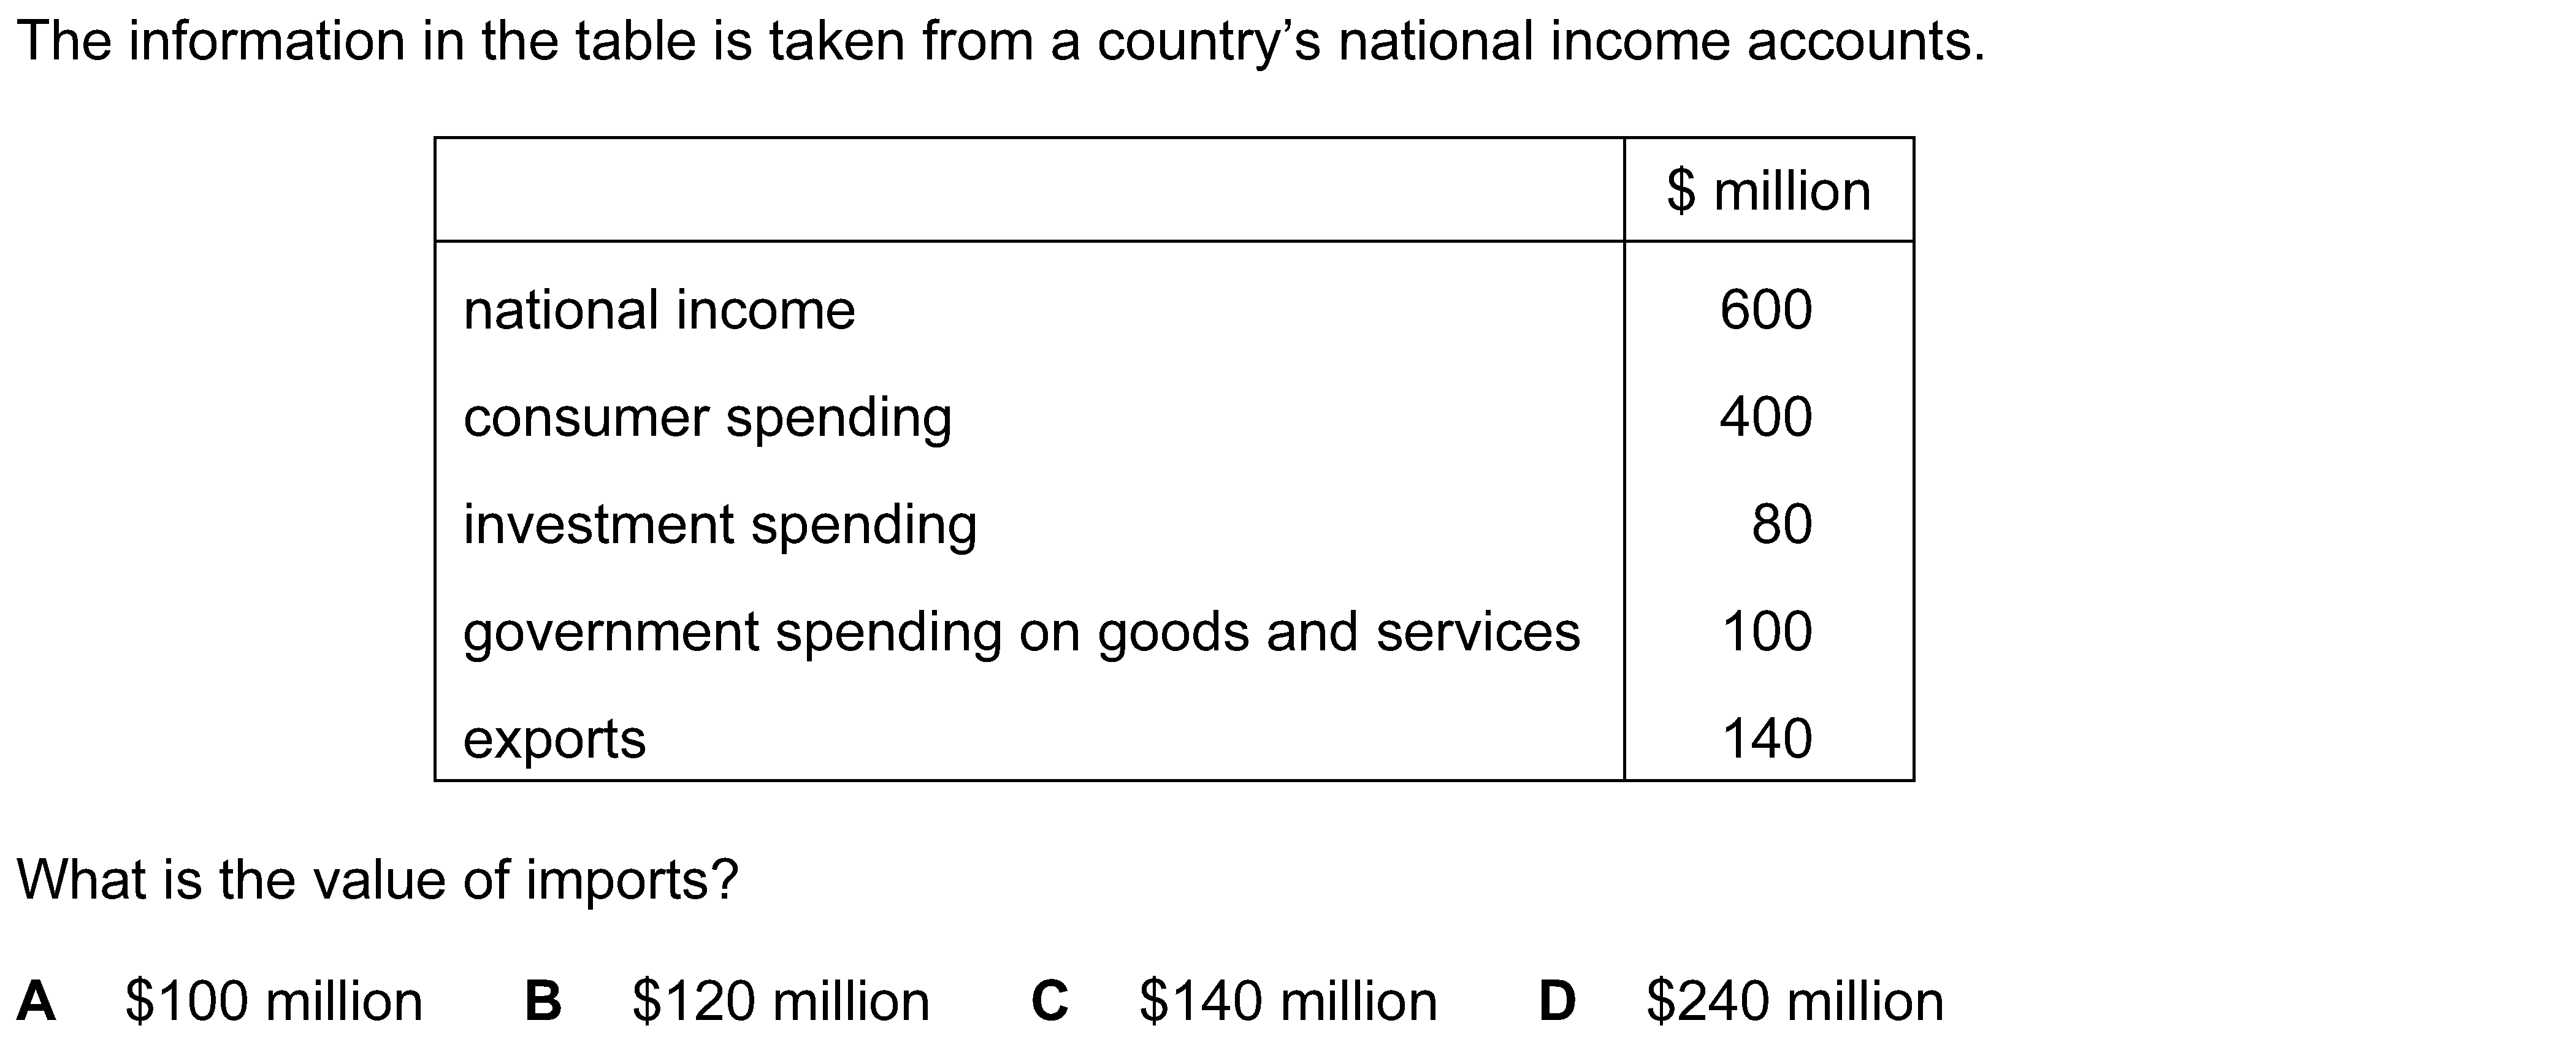 The information in the table is taken from a country’s national income accounts.
$ million
national income 600
consumer spending 400
investment spending 80
government spending on goods and services 100
exports 140
What is the value of imports?
A $100 million B $120 million C $140 million D $240 million